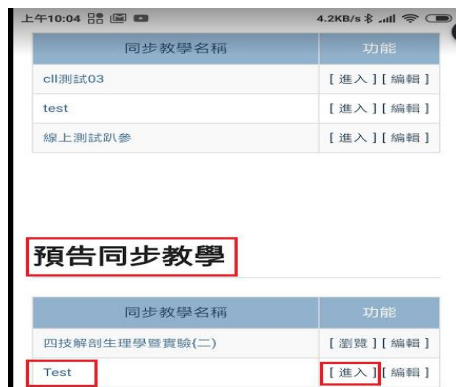 上午10:04 4.2KB/s
同步教學名稱 功能
cll測試03 [ 進入 ] [ 編輯 ]
test [ 進入 ] [ 編輯 ]
線上測試趴參 [ 進入 ] [ 編輯 ]
預告同步教學
同步教學名稱 功能
四技解剖生理學暨實驗(二) [ 瀏覽 ] [ 編輯 ]
Test [ 進入 ] [ 編輯 ]